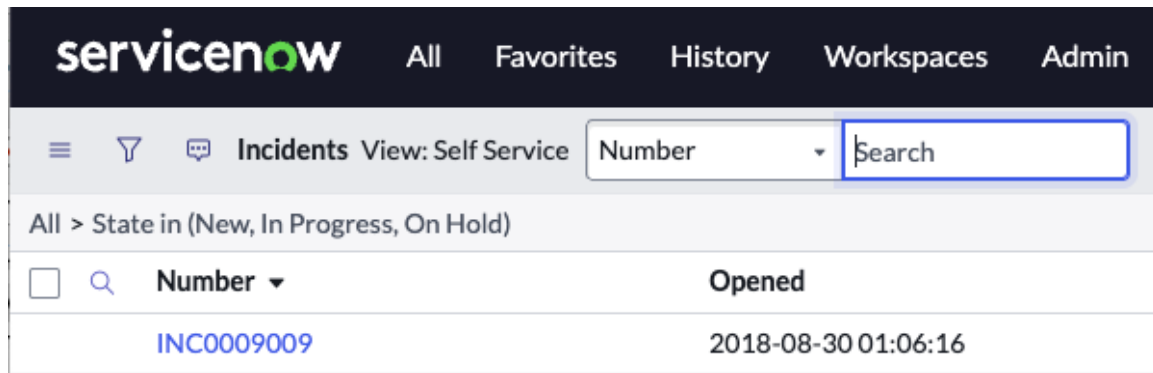 servicenow All Favorites History Workspaces Admin
Incidents View: Self Service Number Search
All > State in (New, In Progress, On Hold)
Number Opened
INC0009009 2018-08-30 01:06:16